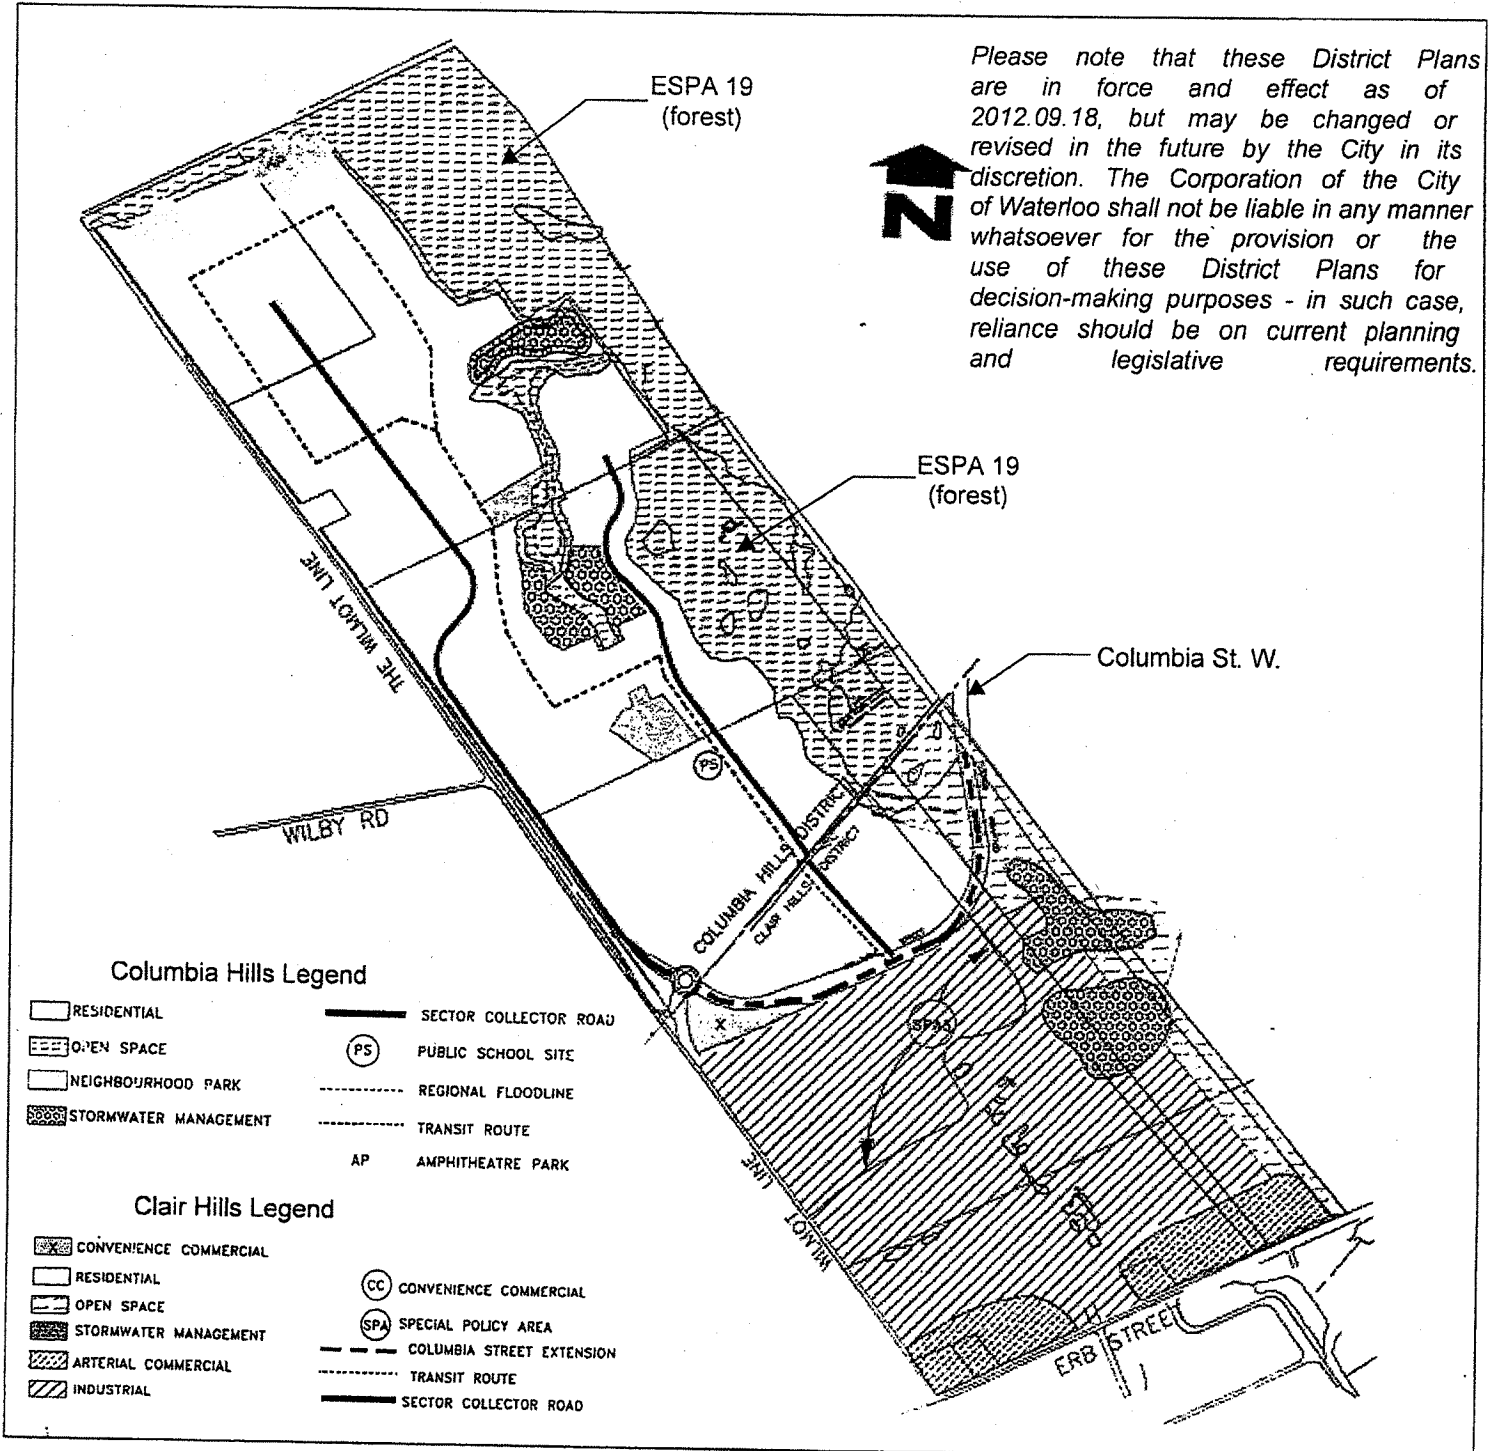 ESPA 19
(forest)
Please note that these District Plans
are in force and effect as of
2012.09.18, but may be changed or
revised in the future by the City in its
discretion. The Corporation of the City
of Waterloo shall not be liable in any manner
whatsoever for the provision or the
use of these District Plans for
decision-making purposes - in such case,
reliance should be on current planning
and legislative requirements.
N
ESPA 19
(forest)
THE WILMOT LINE
Columbia St. W.
PS
WILBY RD
COLUMBIA HILLS DISTRICT
CLAIR HILLS DISTRICT
X
WILMOT LINE
ERB STREET
Columbia Hills Legend
RESIDENTIAL
OPEN SPACE
NEIGHBOURHOOD PARK
STORMWATER MANAGEMENT
SECTOR COLLECTOR ROAD
PS PUBLIC SCHOOL SITE
REGIONAL FLOODLINE
TRANSIT ROUTE
AP AMPHITHEATRE PARK
Clair Hills Legend
X CONVENIENCE COMMERCIAL
RESIDENTIAL
OPEN SPACE
STORMWATER MANAGEMENT
ARTERIAL COMMERCIAL
INDUSTRIAL
CC CONVENIENCE COMMERCIAL
SPA SPECIAL POLICY AREA
COLUMBIA STREET EXTENSION
TRANSIT ROUTE
SECTOR COLLECTOR ROAD